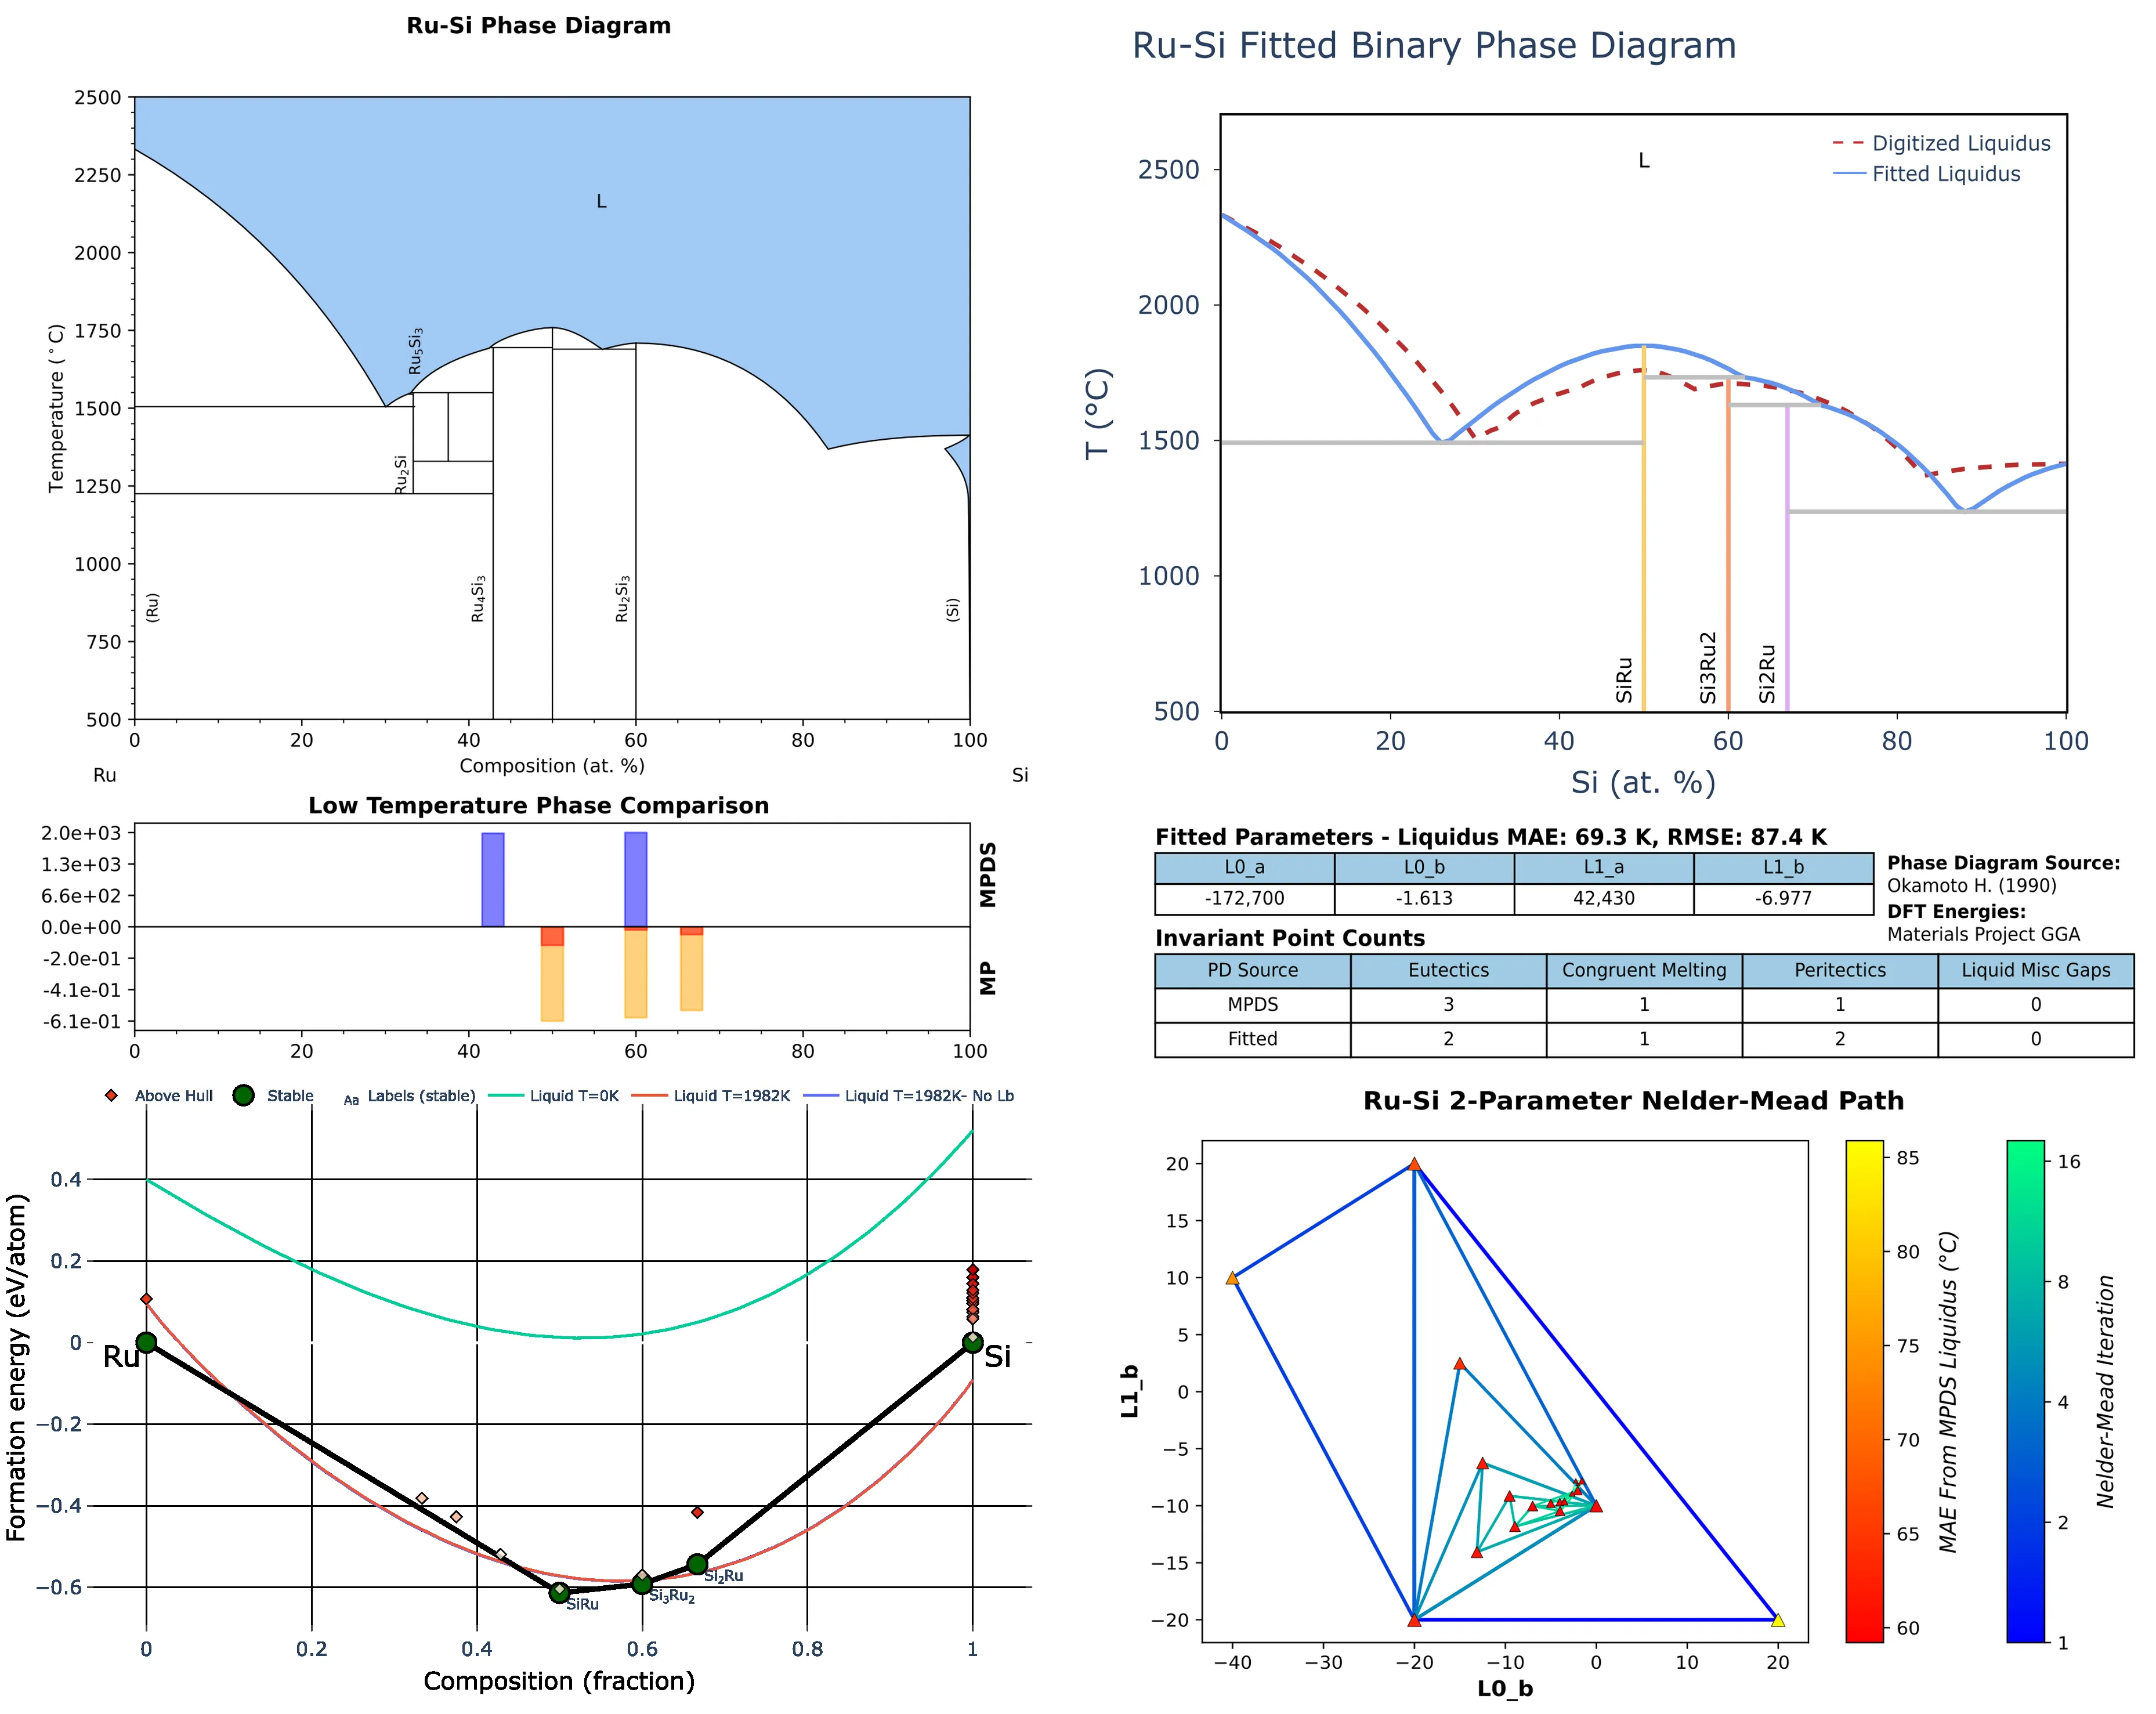 Ru-Si Phase Diagram
2500
2250
2000
1750
1500
1250
1000
750
500
Temperature (°C)
L
Ru₅Si₃
Ru₂Si
(Ru)
Ru₄Si₃
Ru₂Si₃
(Si)
0 20 40 60 80 100
Composition (at. %)
Ru Si
Low Temperature Phase Comparison
2.0e+03
1.3e+03
6.6e+02
0.0e+00
-2.0e-01
-4.1e-01
-6.1e-01
MPDS
MP
0 20 40 60 80 100
Above Hull Stable Aa Labels (stable) Liquid T=0K Liquid T=1982K Liquid T=1982K- No Lb
0.4
0.2
0
−0.2
−0.4
−0.6
Formation energy (eV/atom)
Ru
Si
SiRu
Si₃Ru₂
Si₂Ru
0 0.2 0.4 0.6 0.8 1
Composition (fraction)
Ru-Si Fitted Binary Phase Diagram
Digitized Liquidus
Fitted Liquidus
L
2500
2000
1500
1000
500
T (°C)
SiRu
Si3Ru2
Si2Ru
0 20 40 60 80 100
Si (at. %)
Fitted Parameters - Liquidus MAE: 69.3 K, RMSE: 87.4 K
L0_a L0_b L1_a L1_b
-172,700 -1.613 42,430 -6.977
Phase Diagram Source:
Okamoto H. (1990)
DFT Energies:
Materials Project GGA
Invariant Point Counts
PD Source Eutectics Congruent Melting Peritectics Liquid Misc Gaps
MPDS 3 1 1 0
Fitted 2 1 2 0
Ru-Si 2-Parameter Nelder-Mead Path
20
15
10
5
0
−5
−10
−15
−20
L1_b
−40 −30 −20 −10 0 10 20
L0_b
85
80
75
70
65
60
MAE From MPDS Liquidus (°C)
16
8
4
2
1
Nelder-Mead Iteration